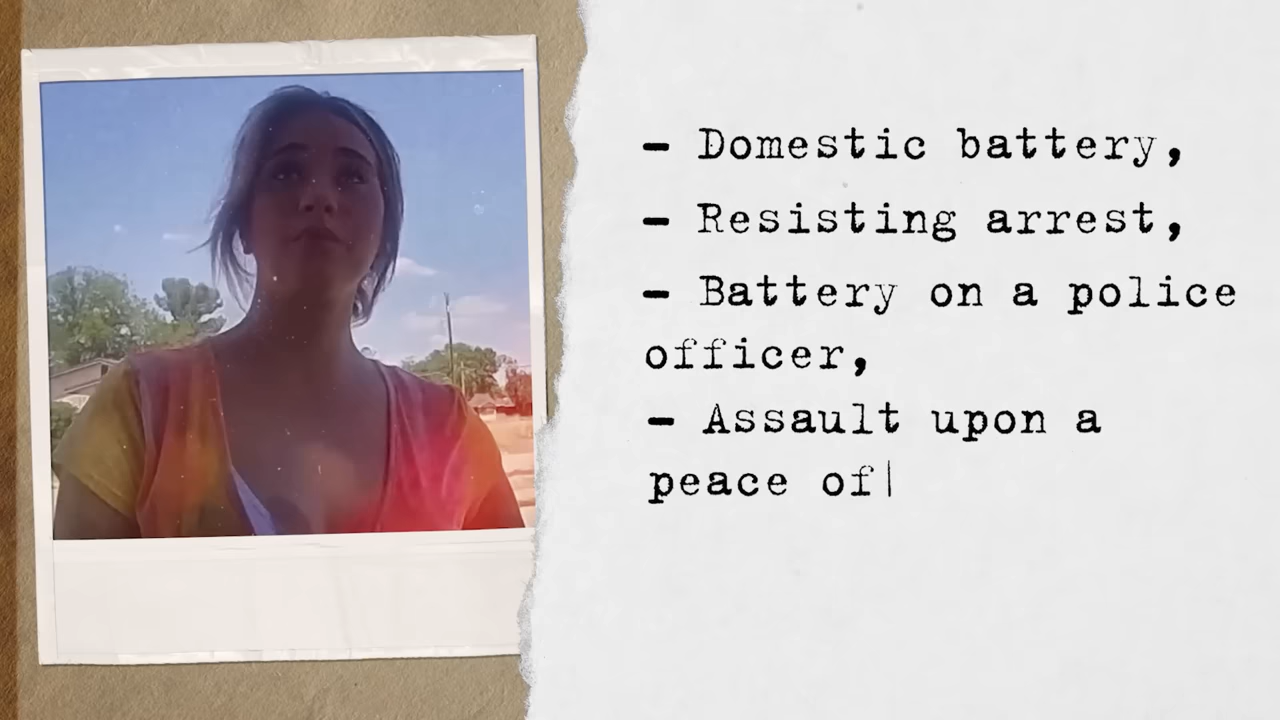 - Domestic battery,
- Resisting arrest,
- Battery on a police
officer,
- Assault upon a
peace of